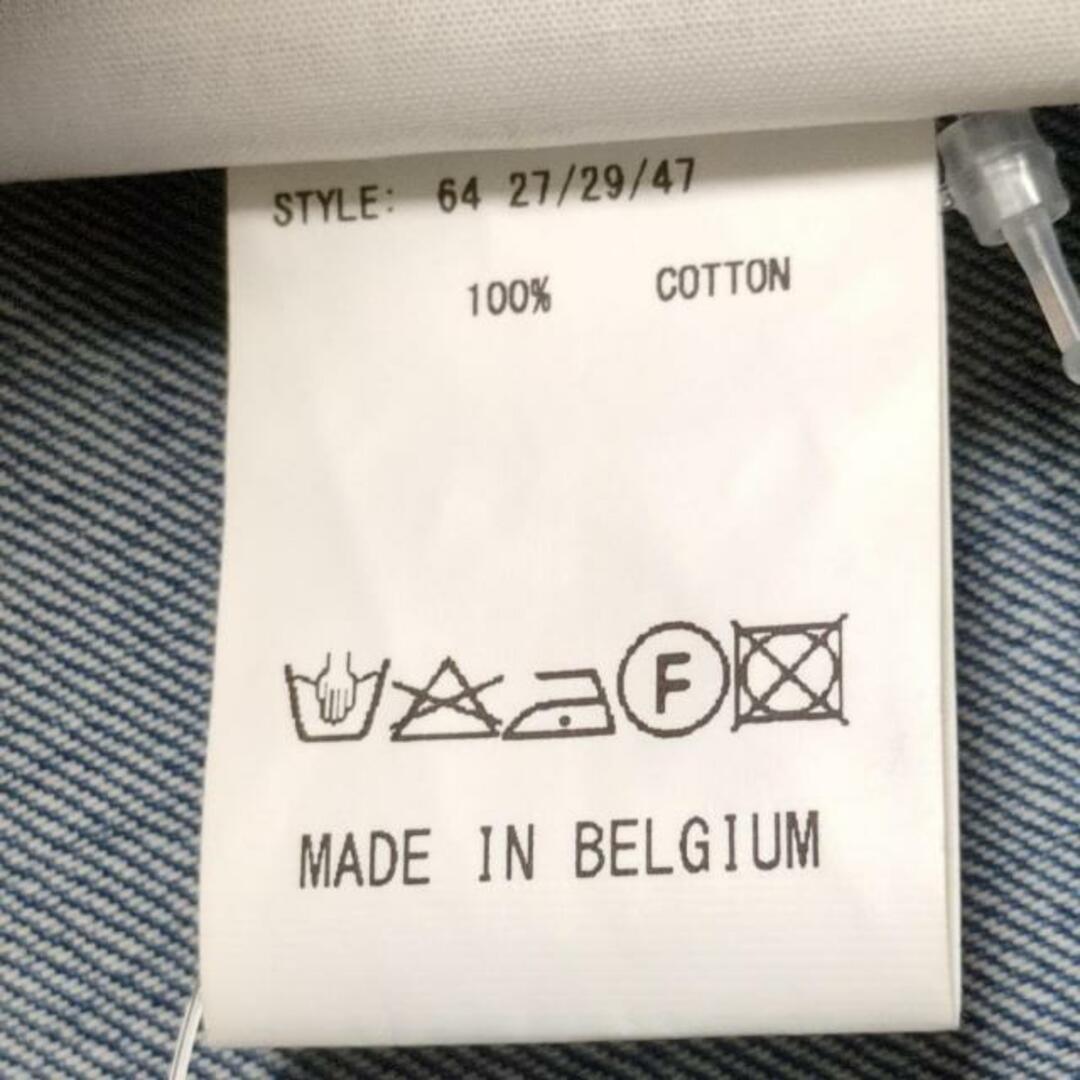 STYLE: 64 27/29/47
100% COTTON
F
MADE IN BELGIUM